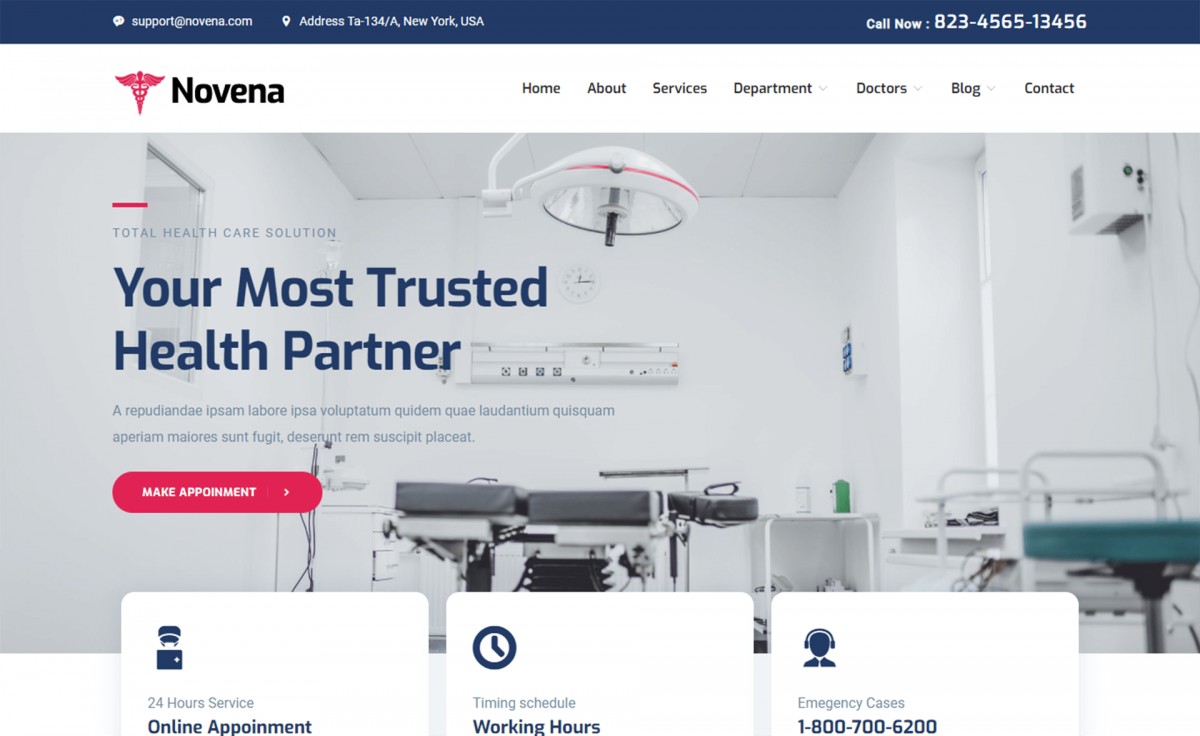 support@novena.com Address Ta-134/A, New York, USA Call Now : 823-4565-13456
Novena Home About Services Department Doctors Blog Contact
TOTAL HEALTH CARE SOLUTION
Your Most Trusted
Health Partner
A repudiandae ipsam labore ipsa voluptatum quidem quae laudantium quisquam
aperiam maiores sunt fugit, deserunt rem suscipit placeat.
MAKE APPOINMENT
24 Hours Service
Online Appoinment
Timing schedule
Working Hours
Emegency Cases
1-800-700-6200